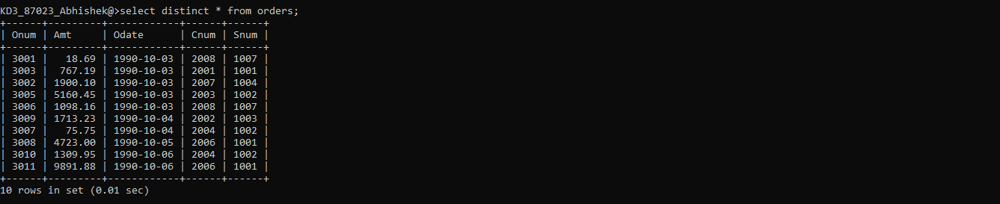 KD3_87023_Abhishek@>select distinct * from orders;
+------+---------+------------+------+------+
| Onum | Amt     | Odate      | Cnum | Snum |
+------+---------+------------+------+------+
| 3001 |   18.69 | 1990-10-03 | 2008 | 1007 |
| 3003 |  767.19 | 1990-10-03 | 2001 | 1001 |
| 3002 | 1900.10 | 1990-10-03 | 2007 | 1004 |
| 3005 | 5160.45 | 1990-10-03 | 2003 | 1002 |
| 3006 | 1098.16 | 1990-10-03 | 2008 | 1007 |
| 3009 | 1713.23 | 1990-10-04 | 2002 | 1003 |
| 3007 |   75.75 | 1990-10-04 | 2004 | 1002 |
| 3008 | 4723.00 | 1990-10-05 | 2006 | 1001 |
| 3010 | 1309.95 | 1990-10-06 | 2004 | 1002 |
| 3011 | 9891.88 | 1990-10-06 | 2006 | 1001 |
+------+---------+------------+------+------+
10 rows in set (0.01 sec)